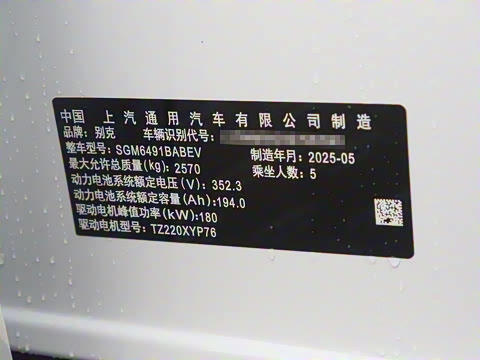 中国 上汽通用汽车有限公司制造
品牌：别克 车辆识别代号：
整车型号：SGM6491BABEV 制造年月：2025-05
最大允许总质量(kg)：2570 乘坐人数：5
动力电池系统额定电压(V)：352.3
动力电池系统额定容量(Ah)：194.0
驱动电机峰值功率(kW)：180
驱动电机型号：TZ220XYP76